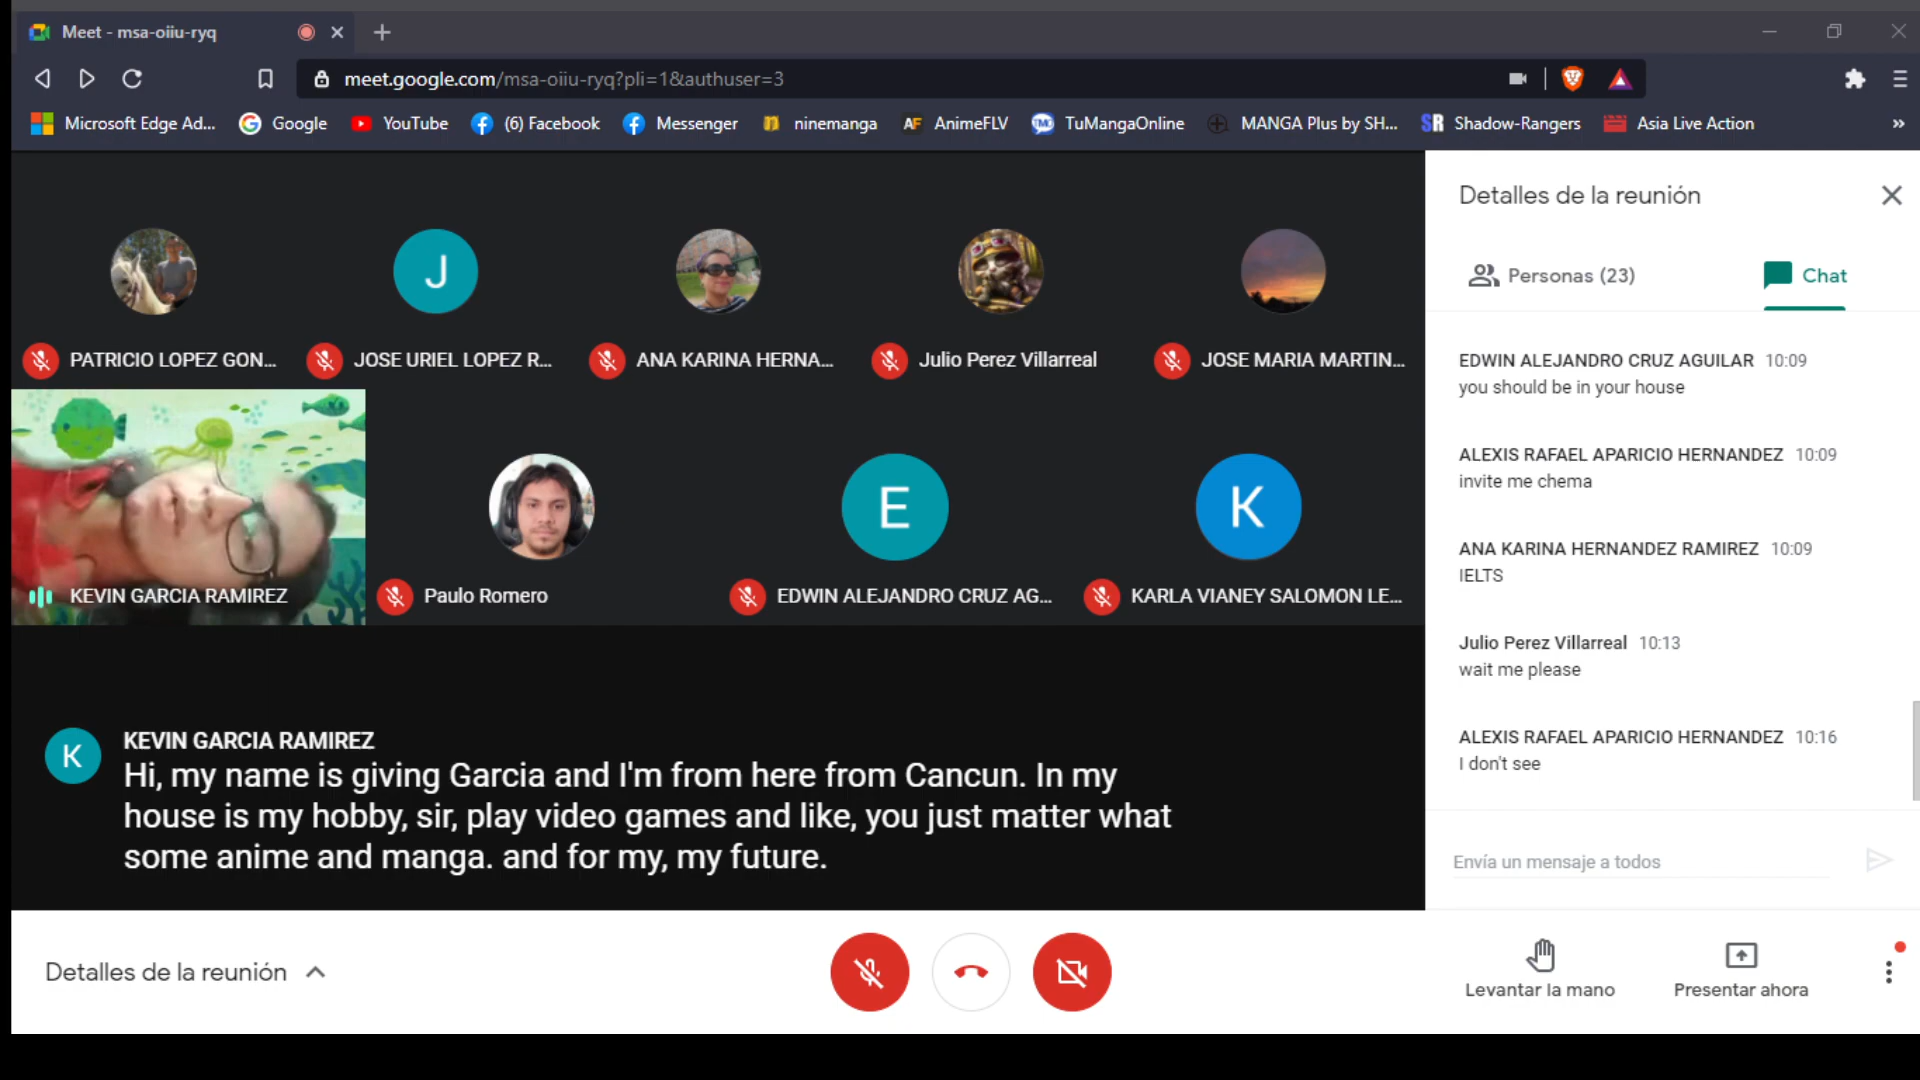 Meet - msa-oiiu-ryq
meet.google.com/msa-oiiu-ryq?pli=1&authuser=3
Microsoft Edge Ad... Google YouTube (6) Facebook Messenger ninemanga AF AnimeFLV TMO TuMangaOnline MANGA Plus by SH... SR Shadow-Rangers Asia Live Action »
J
PATRICIO LOPEZ GON... JOSE URIEL LOPEZ R... ANA KARINA HERNA... Julio Perez Villarreal JOSE MARIA MARTIN...
E K
KEVIN GARCIA RAMIREZ Paulo Romero EDWIN ALEJANDRO CRUZ AG... KARLA VIANEY SALOMON LE...
K
KEVIN GARCIA RAMIREZ
Hi, my name is giving Garcia and I'm from here from Cancun. In my
house is my hobby, sir, play video games and like, you just matter what
some anime and manga. and for my, my future.
Detalles de la reunión
Personas (23) Chat
EDWIN ALEJANDRO CRUZ AGUILAR 10:09
you should be in your house
ALEXIS RAFAEL APARICIO HERNANDEZ 10:09
invite me chema
ANA KARINA HERNANDEZ RAMIREZ 10:09
IELTS
Julio Perez Villarreal 10:13
wait me please
ALEXIS RAFAEL APARICIO HERNANDEZ 10:16
I don't see
Envía un mensaje a todos
Detalles de la reunión
Levantar la mano Presentar ahora